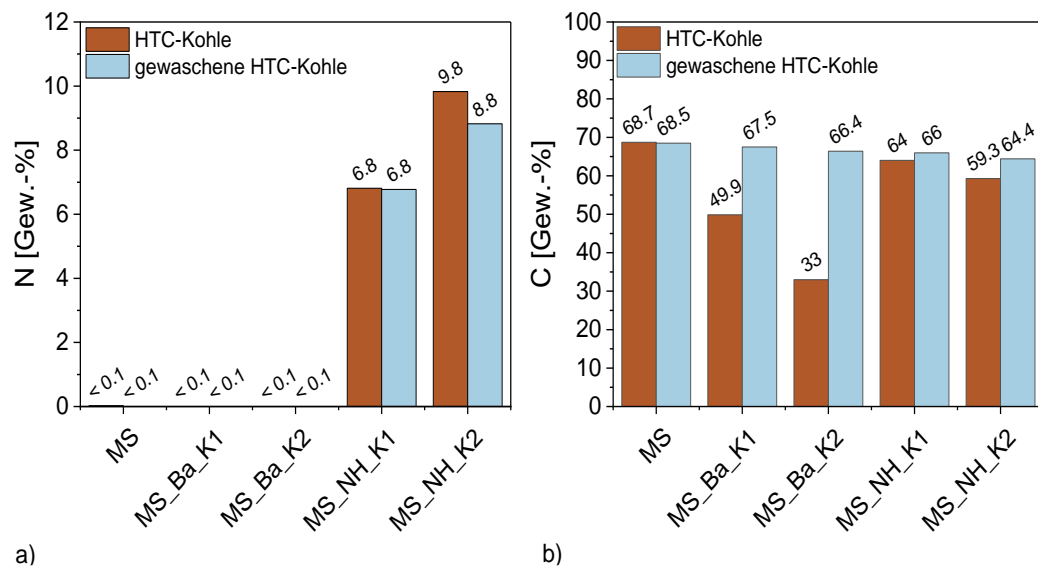 HTC-Kohle
gewaschene HTC-Kohle
N [Gew.-%]
12
10
8
6
4
2
0
< 0.1
< 0.1
< 0.1
< 0.1
< 0.1
< 0.1
6.8
6.8
9.8
8.8
MS
MS_Ba_K1
MS_Ba_K2
MS_NH_K1
MS_NH_K2
a)
HTC-Kohle
gewaschene HTC-Kohle
C [Gew.-%]
100
90
80
70
60
50
40
30
20
10
0
68.7
68.5
49.9
67.5
33
66.4
64
66
59.3
64.4
MS
MS_Ba_K1
MS_Ba_K2
MS_NH_K1
MS_NH_K2
b)